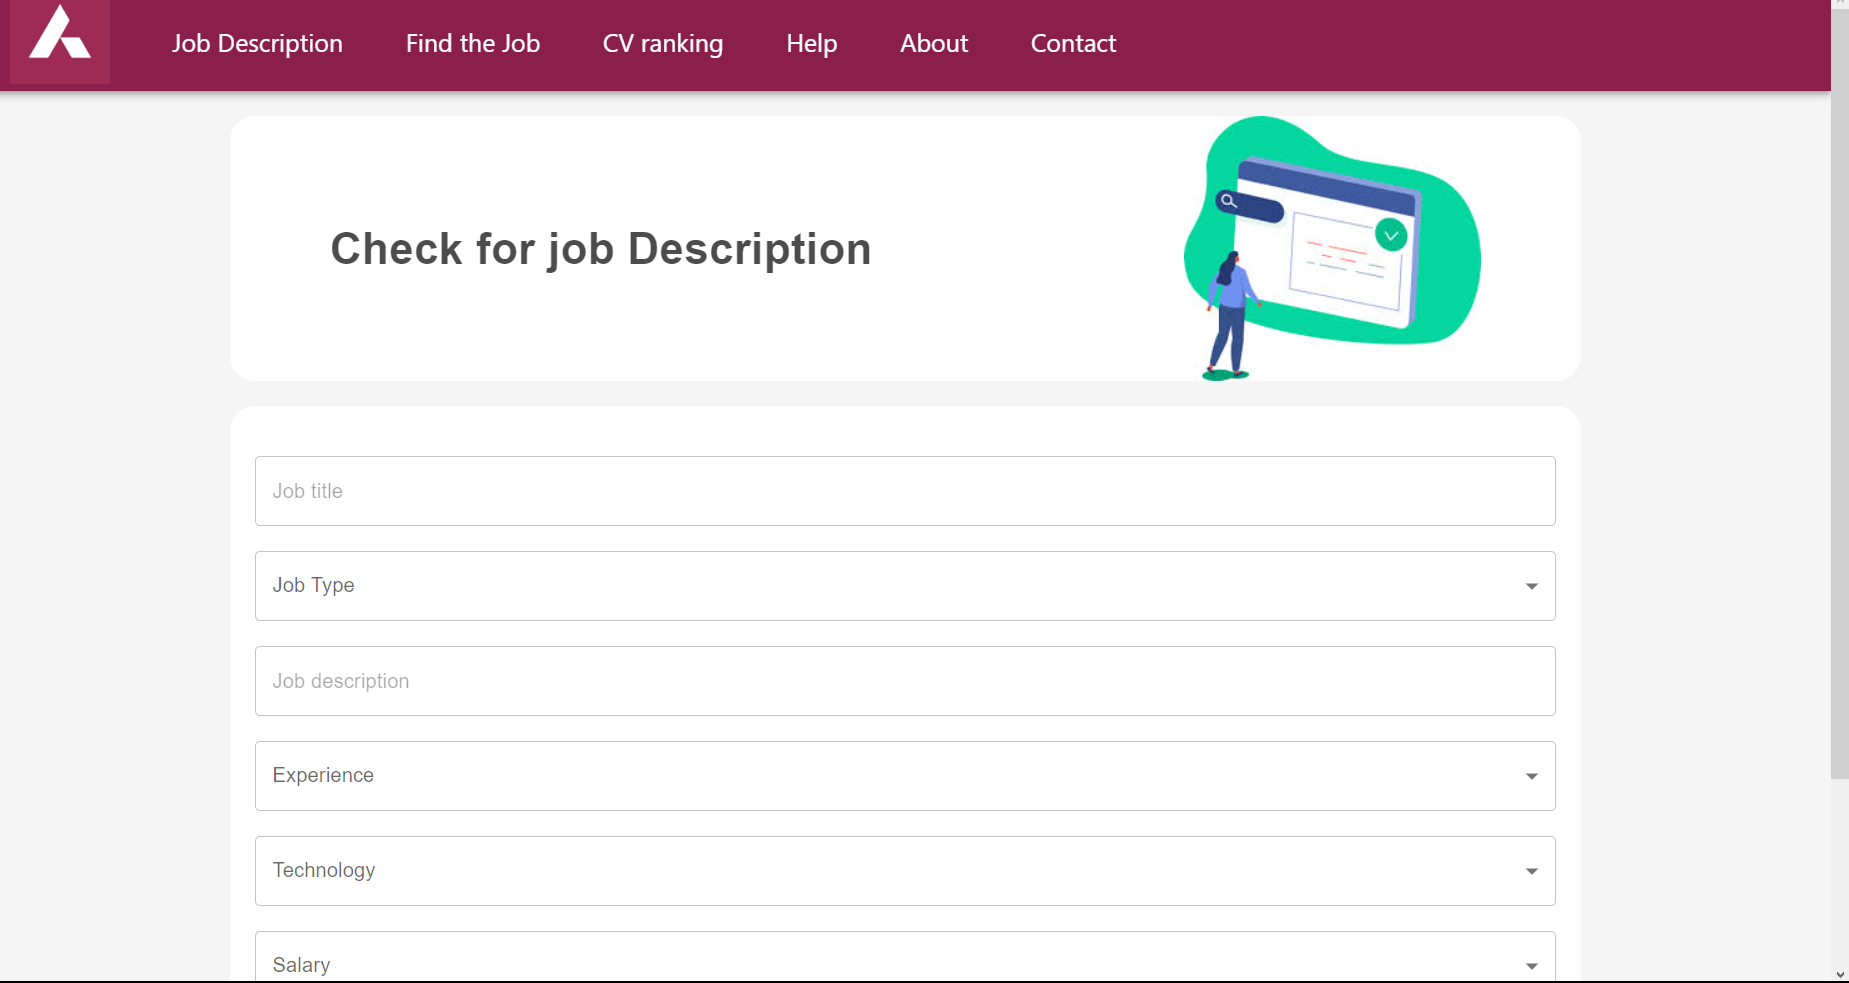 Job Description Find the Job CV ranking Help About Contact
Check for job Description
Job title
Job Type
Job description
Experience
Technology
Salary